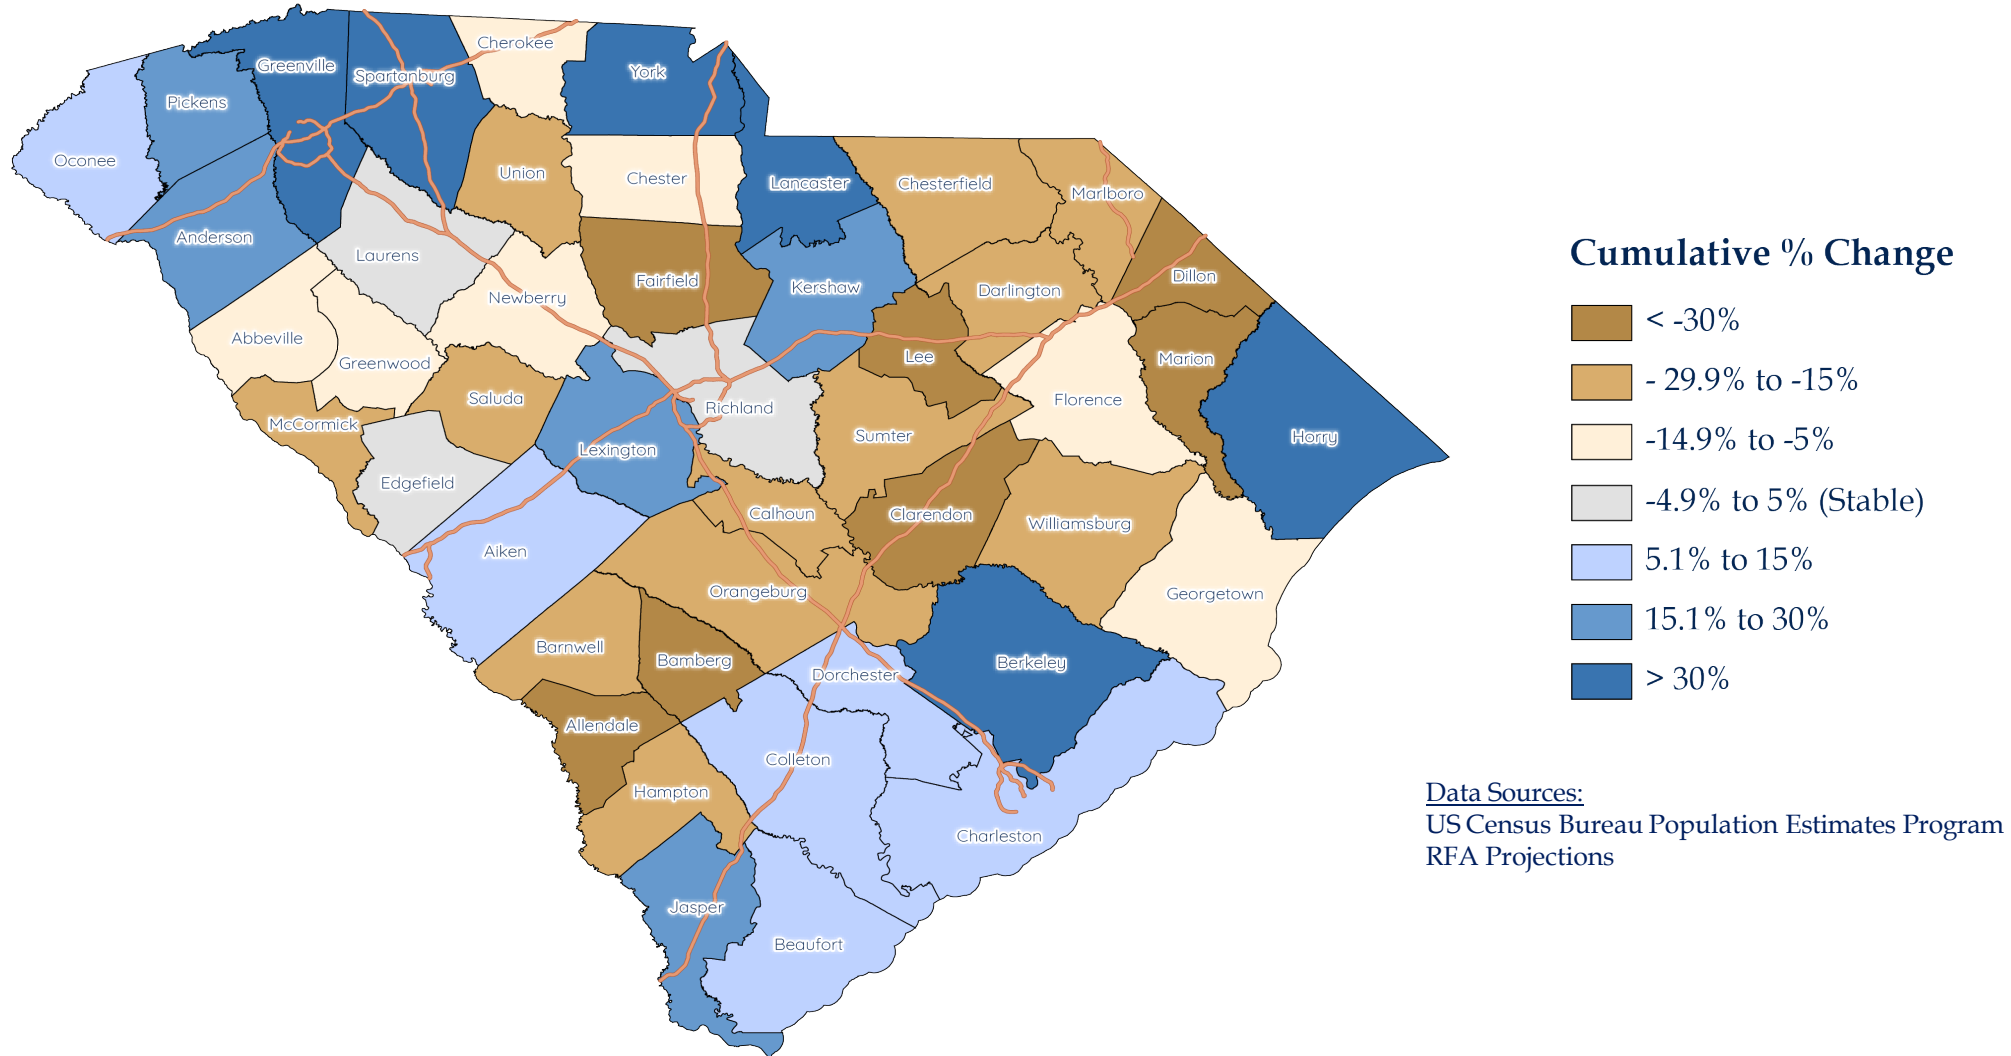 Cherokee
Greenville
York
Spartanburg
Pickens
Oconee
Union
Chester
Lancaster
Chesterfield
Marlboro
Anderson
Laurens
Fairfield
Kershaw
Darlington
Dillon
Newberry
Abbeville
Greenwood
Lee
Marion
Saluda
Richland
Florence
McCormick
Sumter
Horry
Lexington
Edgefield
Calhoun
Clarendon
Williamsburg
Aiken
Orangeburg
Georgetown
Barnwell
Bamberg
Dorchester
Berkeley
Allendale
Colleton
Hampton
Charleston
Jasper
Beaufort
Cumulative % Change
< -30%
- 29.9% to -15%
-14.9% to -5%
-4.9% to 5% (Stable)
5.1% to 15%
15.1% to 30%
> 30%
Data Sources:
US Census Bureau Population Estimates Program
RFA Projections